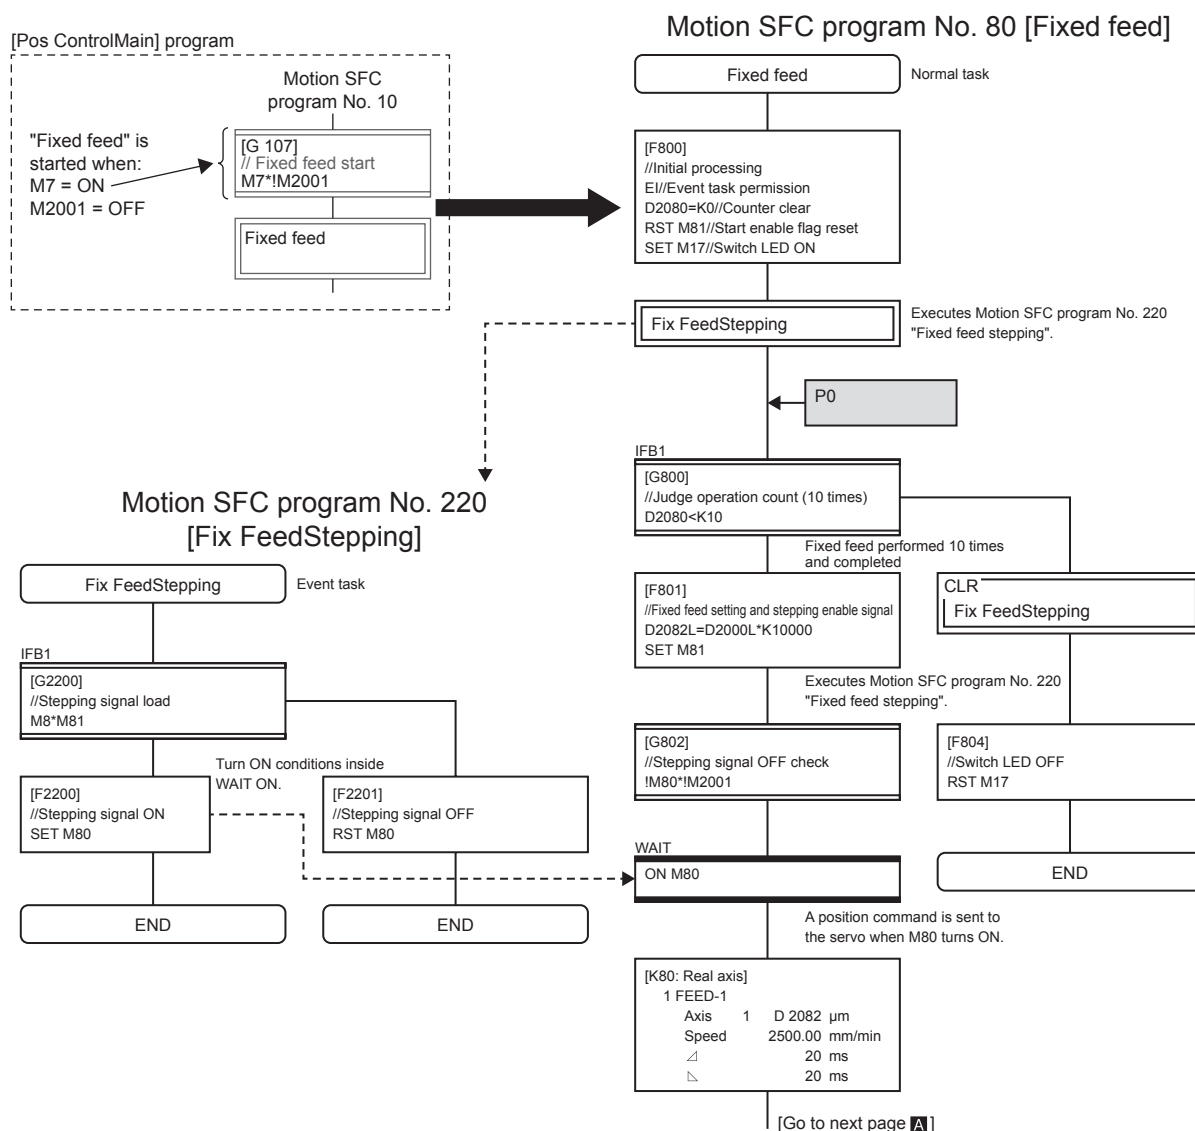 Motion SFC program No. 80 [Fixed feed]
[Pos ControlMain] program
Motion SFC
program No. 10
"Fixed feed" is
started when:
M7 = ON
M2001 = OFF
[G 107]
// Fixed feed start
M7*!M2001
Fixed feed
Fixed feed
Normal task
[F800]
//Initial processing
EI//Event task permission
D2080=K0//Counter clear
RST M81//Start enable flag reset
SET M17//Switch LED ON
Fix FeedStepping
Executes Motion SFC program No. 220
"Fixed feed stepping".
P0
IFB1
[G800]
//Judge operation count (10 times)
D2080<K10
Fixed feed performed 10 times
and completed
[F801]
//Fixed feed setting and stepping enable signal
D2082L=D2000L*K10000
SET M81
CLR
Fix FeedStepping
Executes Motion SFC program No. 220
"Fixed feed stepping".
[G802]
//Stepping signal OFF check
!M80*!M2001
[F804]
//Switch LED OFF
RST M17
WAIT
ON M80
END
A position command is sent to
the servo when M80 turns ON.
[K80: Real axis]
1 FEED-1
Axis 1 D 2082 µm
Speed 2500.00 mm/min
20 ms
20 ms
[Go to next page A]
Motion SFC program No. 220
[Fix FeedStepping]
Fix FeedStepping
Event task
IFB1
[G2200]
//Stepping signal load
M8*M81
Turn ON conditions inside
WAIT ON.
[F2200]
//Stepping signal ON
SET M80
[F2201]
//Stepping signal OFF
RST M80
END
END